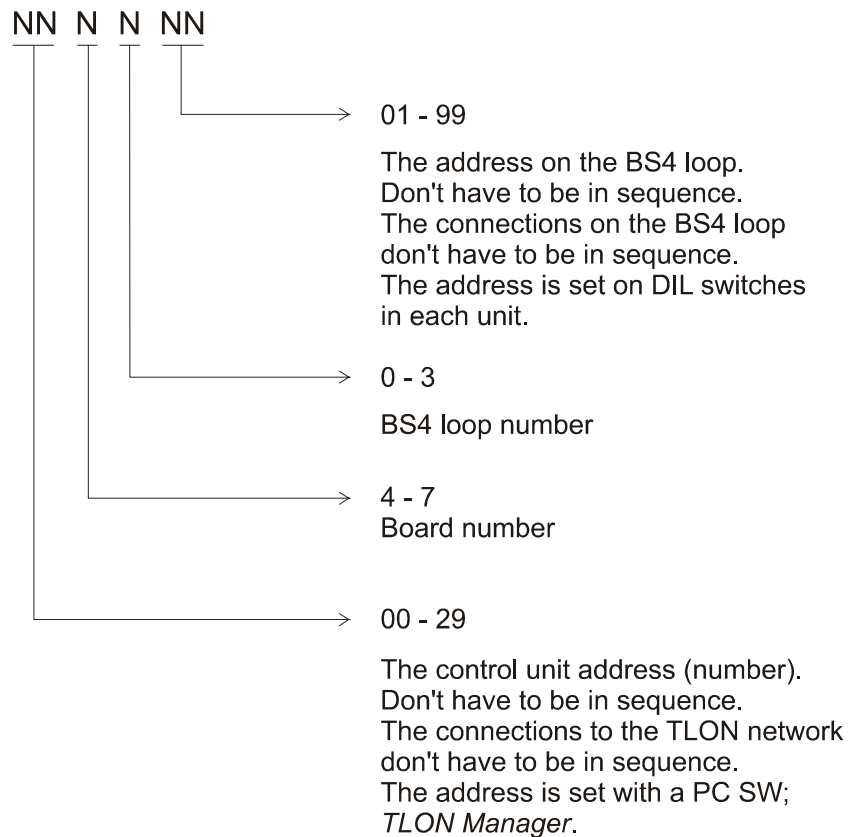 NN N N NN
01 - 99
The address on the BS4 loop.
Don't have to be in sequence.
The connections on the BS4 loop
don't have to be in sequence.
The address is set on DIL switches
in each unit.
0 - 3
BS4 loop number
4 - 7
Board number
00 - 29
The control unit address (number).
Don't have to be in sequence.
The connections to the TLON network
don't have to be in sequence.
The address is set with a PC SW;
TLON Manager.